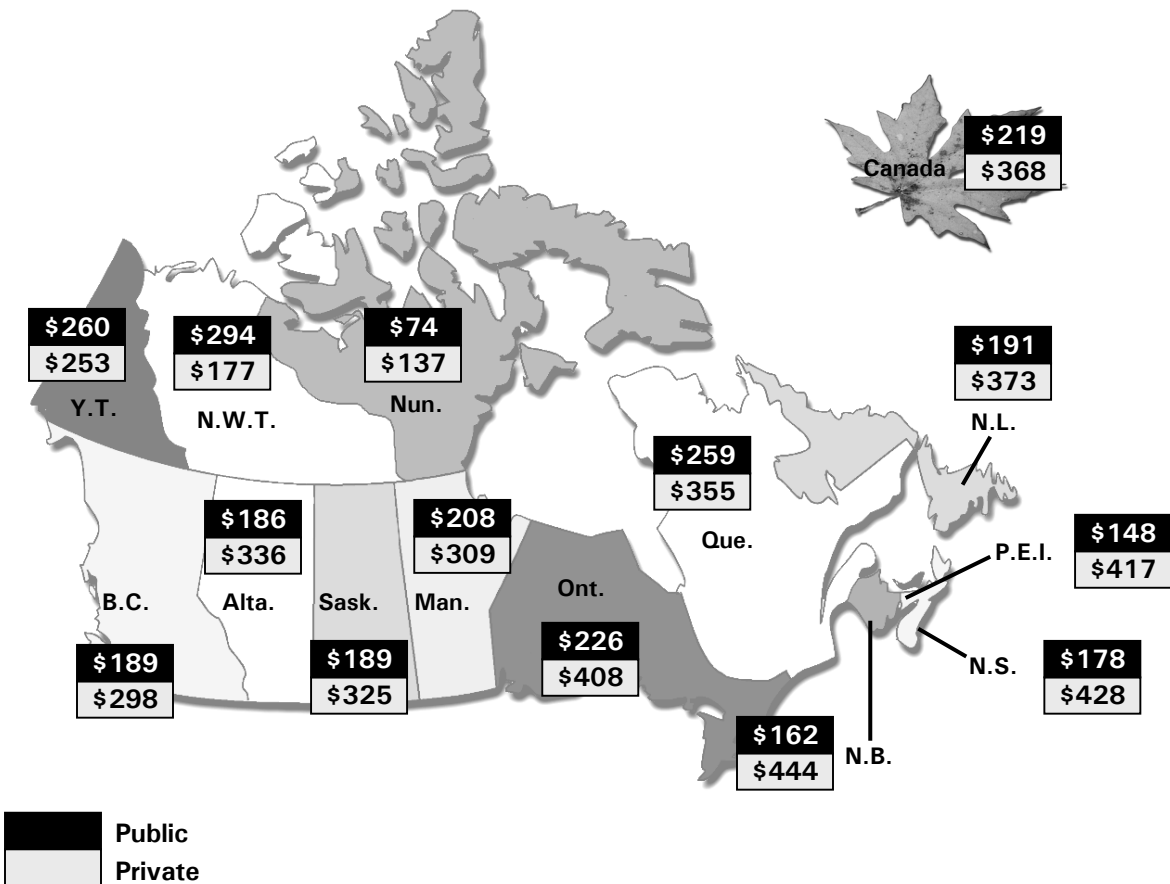 $219
Canada
$368
$260
$253
Y.T.
$294
$177
N.W.T.
$74
$137
Nun.
$191
$373
N.L.
$259
$355
Que.
$186
$336
Alta.
$208
$309
Man.
$148
$417
P.E.I.
B.C.
$189
$298
Sask.
$189
$325
Ont.
$226
$408
N.S.
$178
$428
$162
$444
N.B.
Public
Private